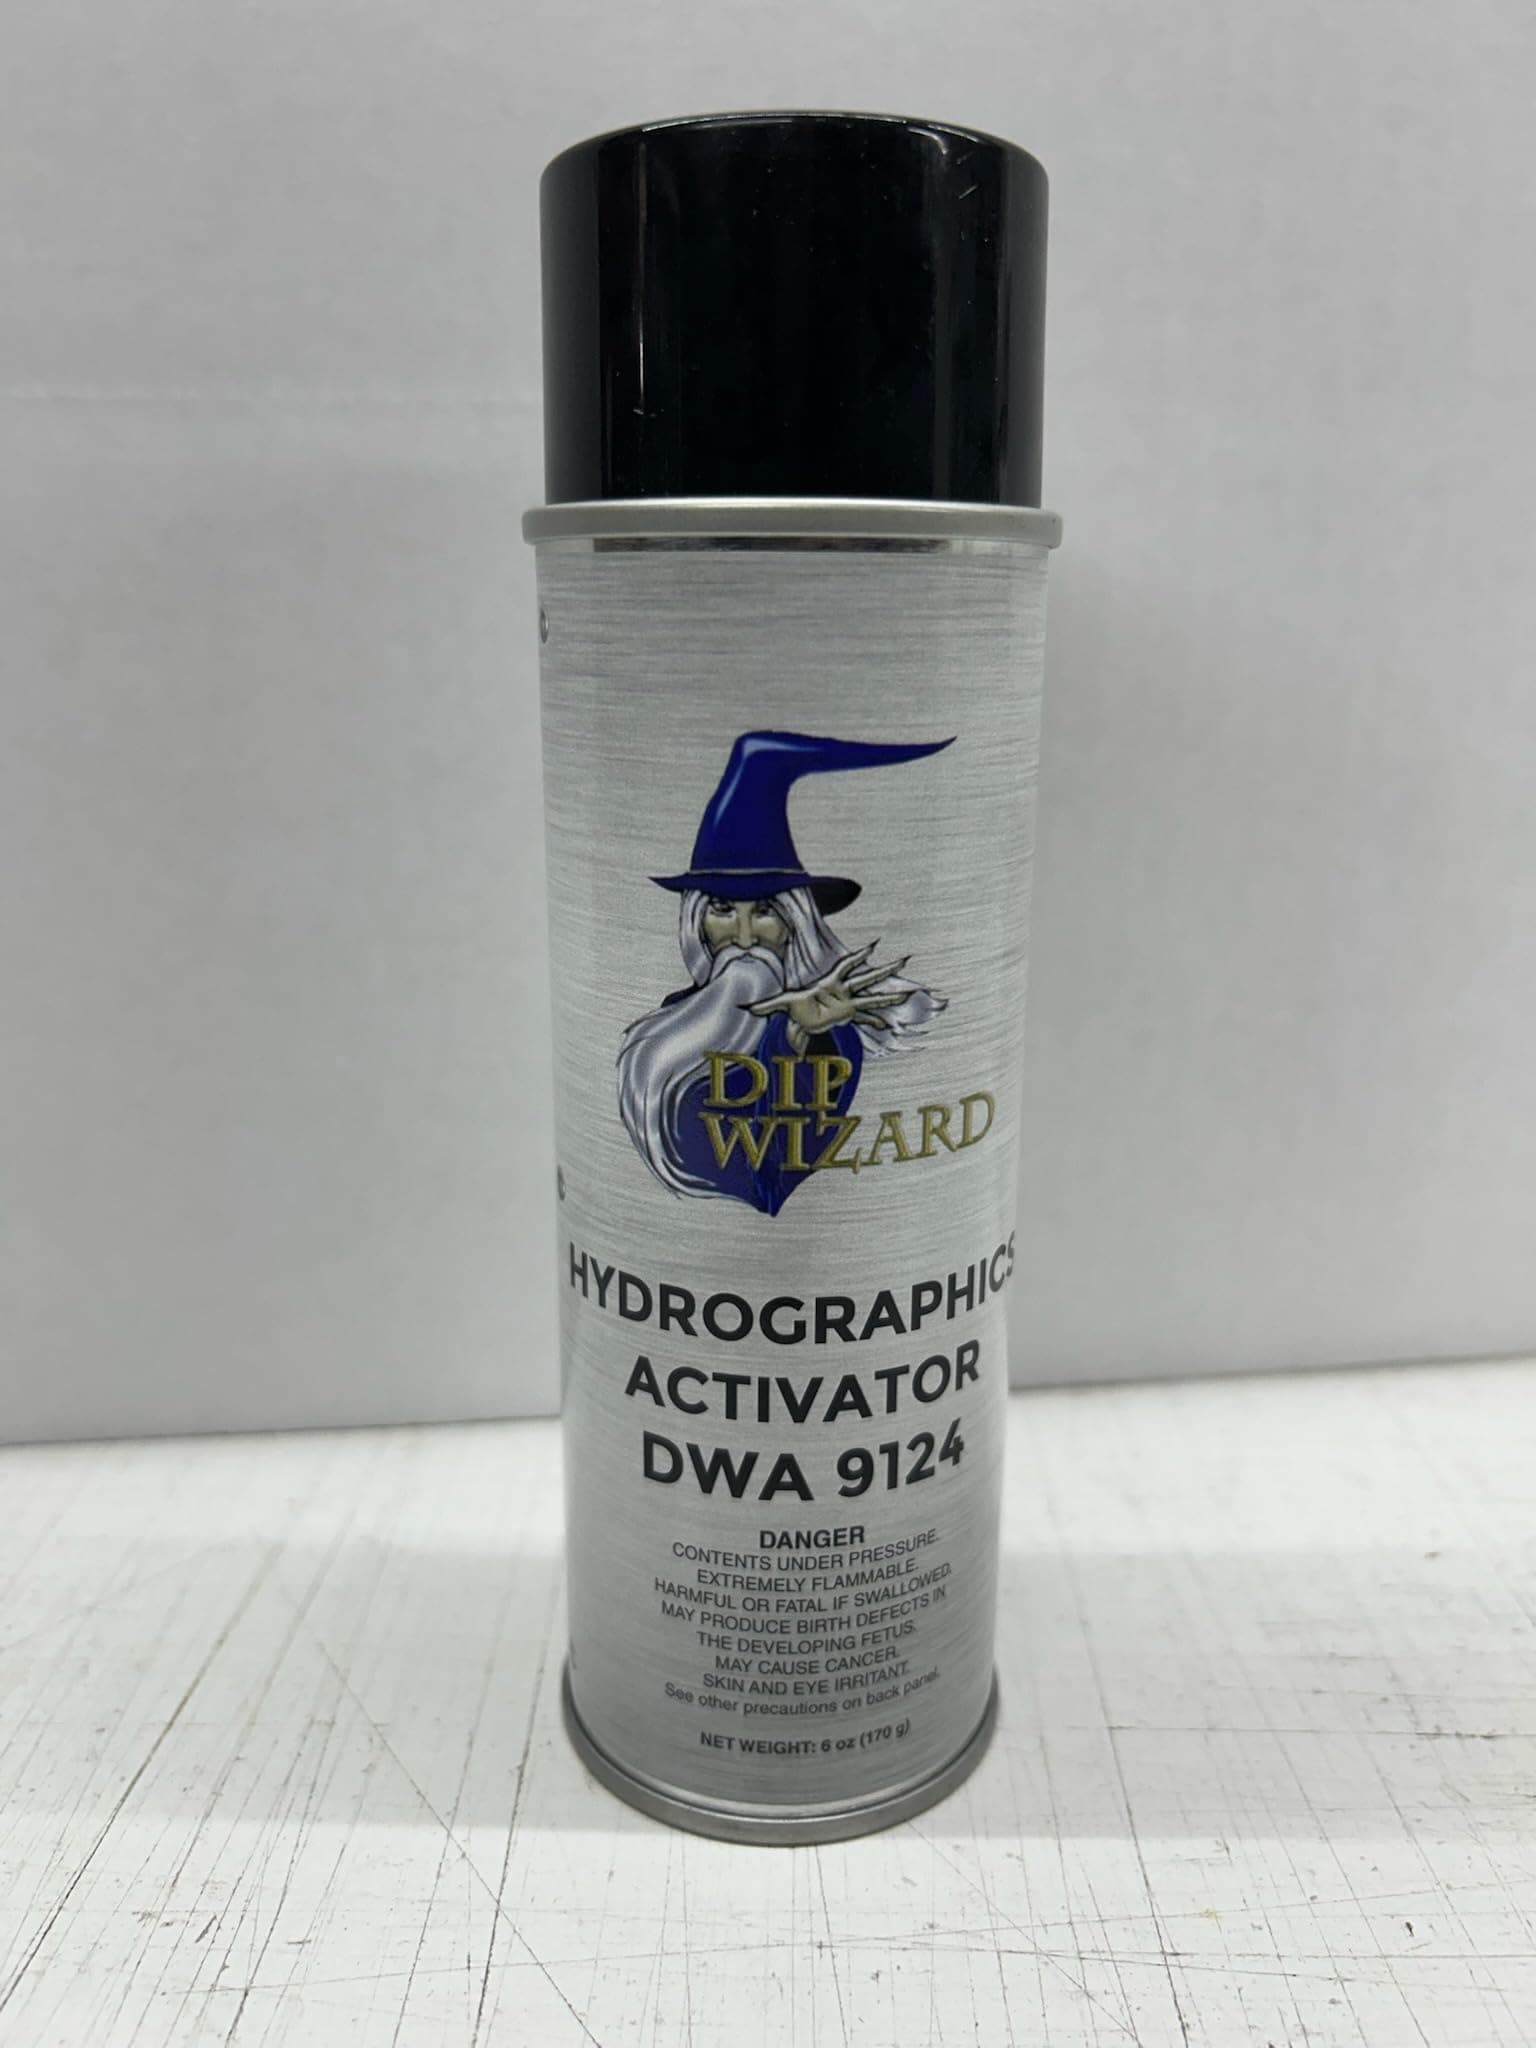 DIP
WIZARD
HYDROGRAPHICS
ACTIVATOR
DWA 9124
DANGER
CONTENTS UNDER PRESSURE.
EXTREMELY FLAMMABLE.
HARMFUL OR FATAL IF SWALLOWED.
MAY PRODUCE BIRTH DEFECTS IN
THE DEVELOPING FETUS.
MAY CAUSE CANCER.
SKIN AND EYE IRRITANT.
See other precautions on back panel.
NET WEIGHT: 6 oz (170 g)